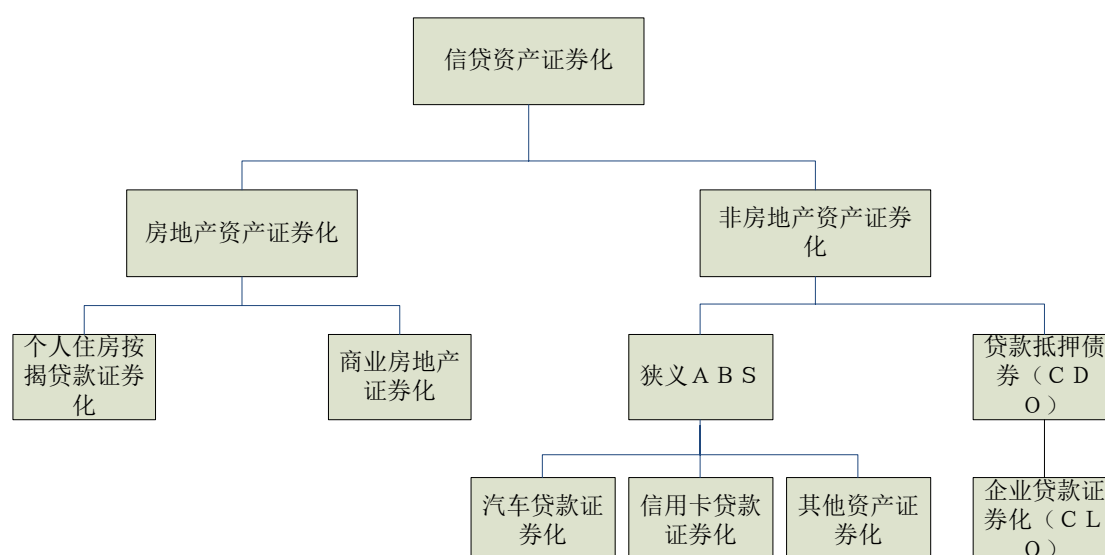 信贷资产证券化
房地产资产证券化
非房地产资产证券
化
个人住房按
揭贷款证券
化
商业房地产
证券化
狭义ＡＢＳ
贷款抵押债
券（ＣＤ
Ｏ）
汽车贷款证
券化
信用卡贷款
证券化
其他资产证
券化
企业贷款证
券化（ＣＬ
Ｏ）